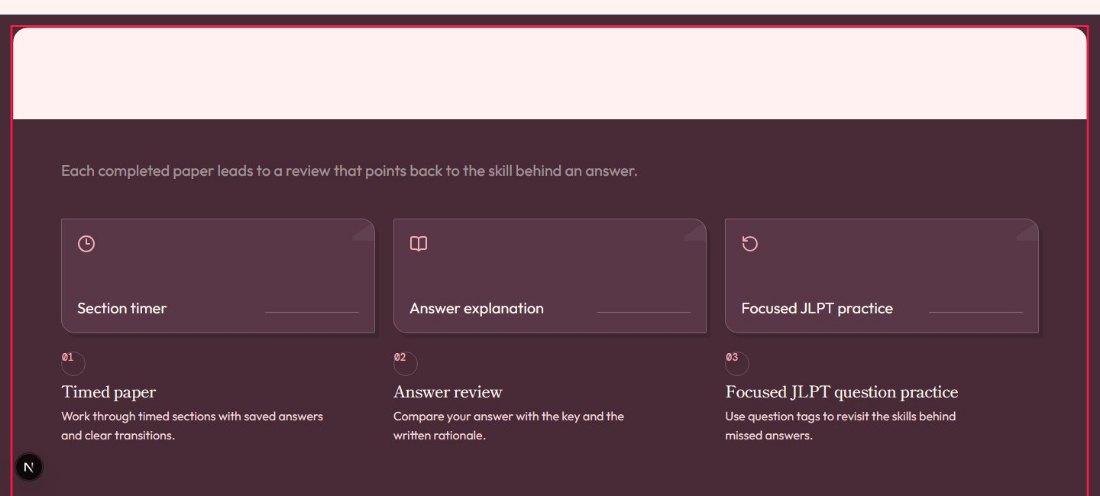 Each completed paper leads to a review that points back to the skill behind an answer.
Section timer
Answer explanation
Focused JLPT practice
01
Timed paper
Work through timed sections with saved answers
and clear transitions.
02
Answer review
Compare your answer with the key and the
written rationale.
03
Focused JLPT question practice
Use question tags to revisit the skills behind
missed answers.
N